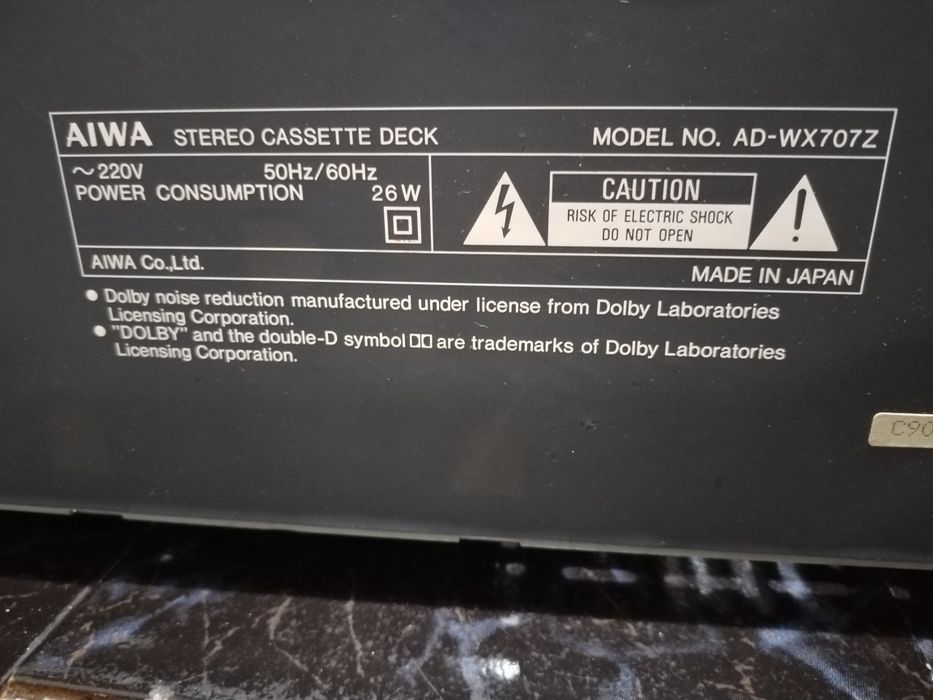 AIWA STEREO CASSETTE DECK MODEL NO. AD-WX707Z
~220V 50Hz/60Hz
POWER CONSUMPTION 26W
CAUTION
RISK OF ELECTRIC SHOCK
DO NOT OPEN
AIWA Co.,Ltd.
MADE IN JAPAN
● Dolby noise reduction manufactured under license from Dolby Laboratories
Licensing Corporation.
● "DOLBY" and the double-D symbol are trademarks of Dolby Laboratories
Licensing Corporation.